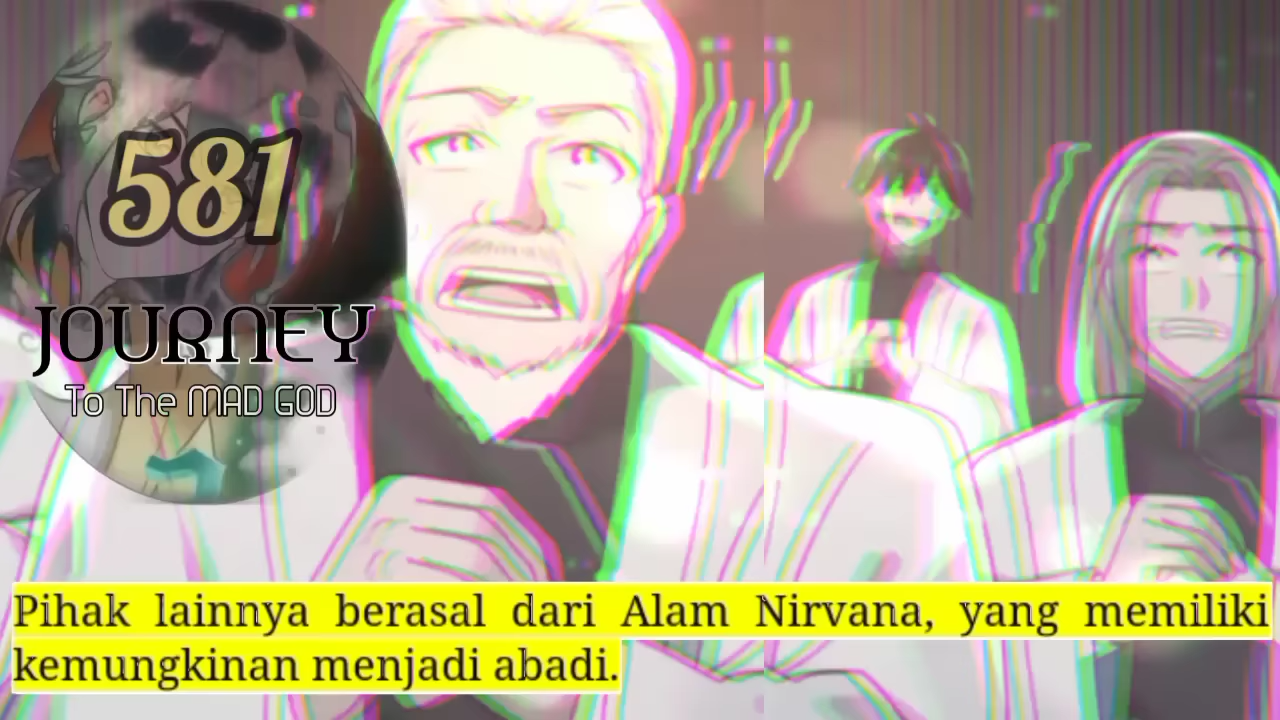 581
JOURNEY
To The MAD GOD
Pihak lainnya berasal dari Alam Nirvana, yang memiliki
kemungkinan menjadi abadi.